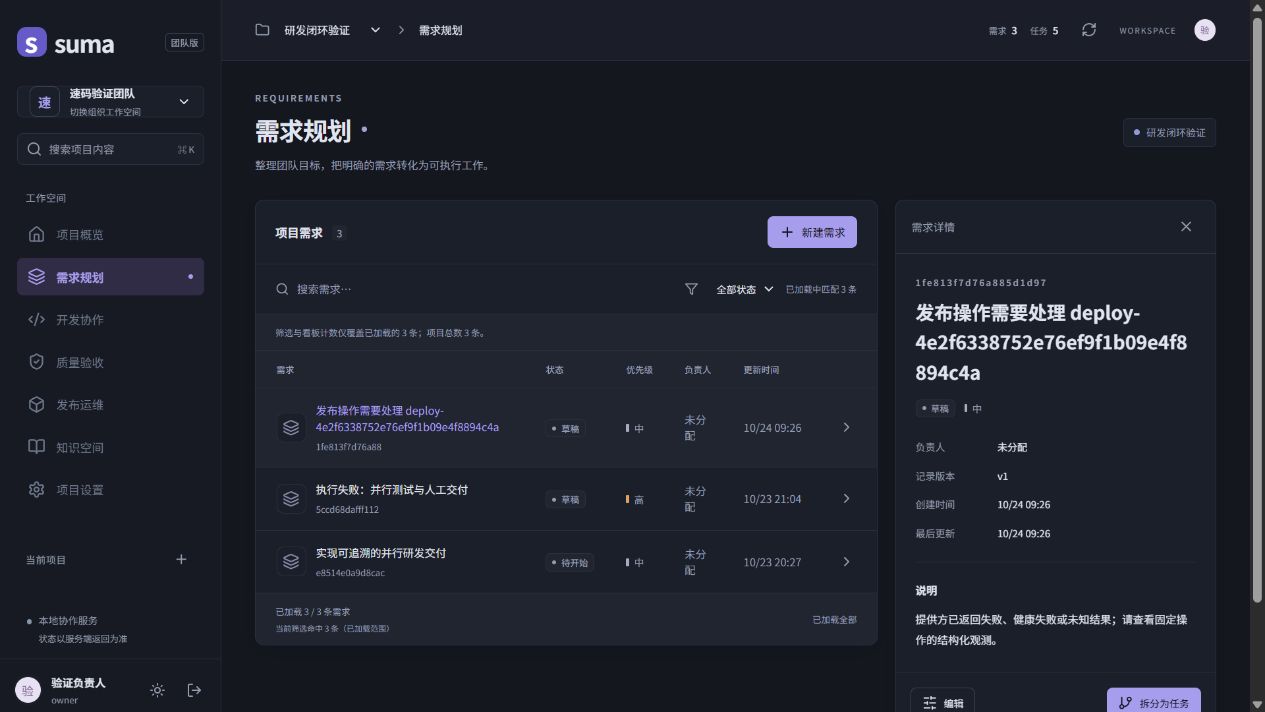 suma
团队版
速
速码验证团队
切换组织工作空间
搜索项目内容
⌘K
工作空间
项目概览
需求规划
开发协作
质量验收
发布运维
知识空间
项目设置
当前项目
本地协作服务
状态以服务端返回为准
验
验证负责人
owner
研发闭环验证
需求规划
需求 3
任务 5
WORKSPACE
验
REQUIREMENTS
需求规划
整理团队目标，把明确的需求转化为可执行工作。
研发闭环验证
项目需求 3
新建需求
搜索需求…
全部状态
已加载中匹配 3 条
筛选与看板计数仅覆盖已加载的 3 条；项目总数 3 条。
需求 状态 优先级 负责人 更新时间
发布操作需要处理 deploy-
4e2f6338752e76ef9f1b09e4f8894c4a
1fe813f7d76a88
草稿
中
未分
配
10/24 09:26
执行失败：并行测试与人工交付
5ccd68dafff112
草稿
高
未分
配
10/23 21:04
实现可追溯的并行研发交付
e8514e0a9d8cac
待开始
中
未分
配
10/23 20:27
已加载 3 / 3 条需求
当前筛选命中 3 条（已加载范围）
已加载全部
需求详情
1fe813f7d76a885d1d97
发布操作需要处理 deploy-
4e2f6338752e76ef9f1b09e4f8
894c4a
草稿
中
负责人 未分配
记录版本 v1
创建时间 10/24 09:26
最后更新 10/24 09:26
说明
提供方已返回失败、健康失败或未知结果；请查看固定操
作的结构化观测。
编辑
拆分为任务